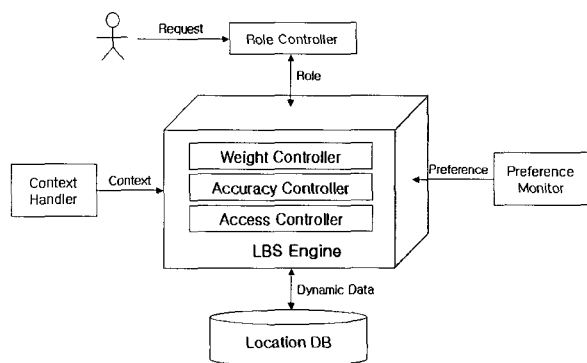 Request
Role Controller
Role
Weight Controller
Accuracy Controller
Access Controller
LBS Engine
Context
Handler
Context
Preference
Preference
Monitor
Dynamic Data
Location DB